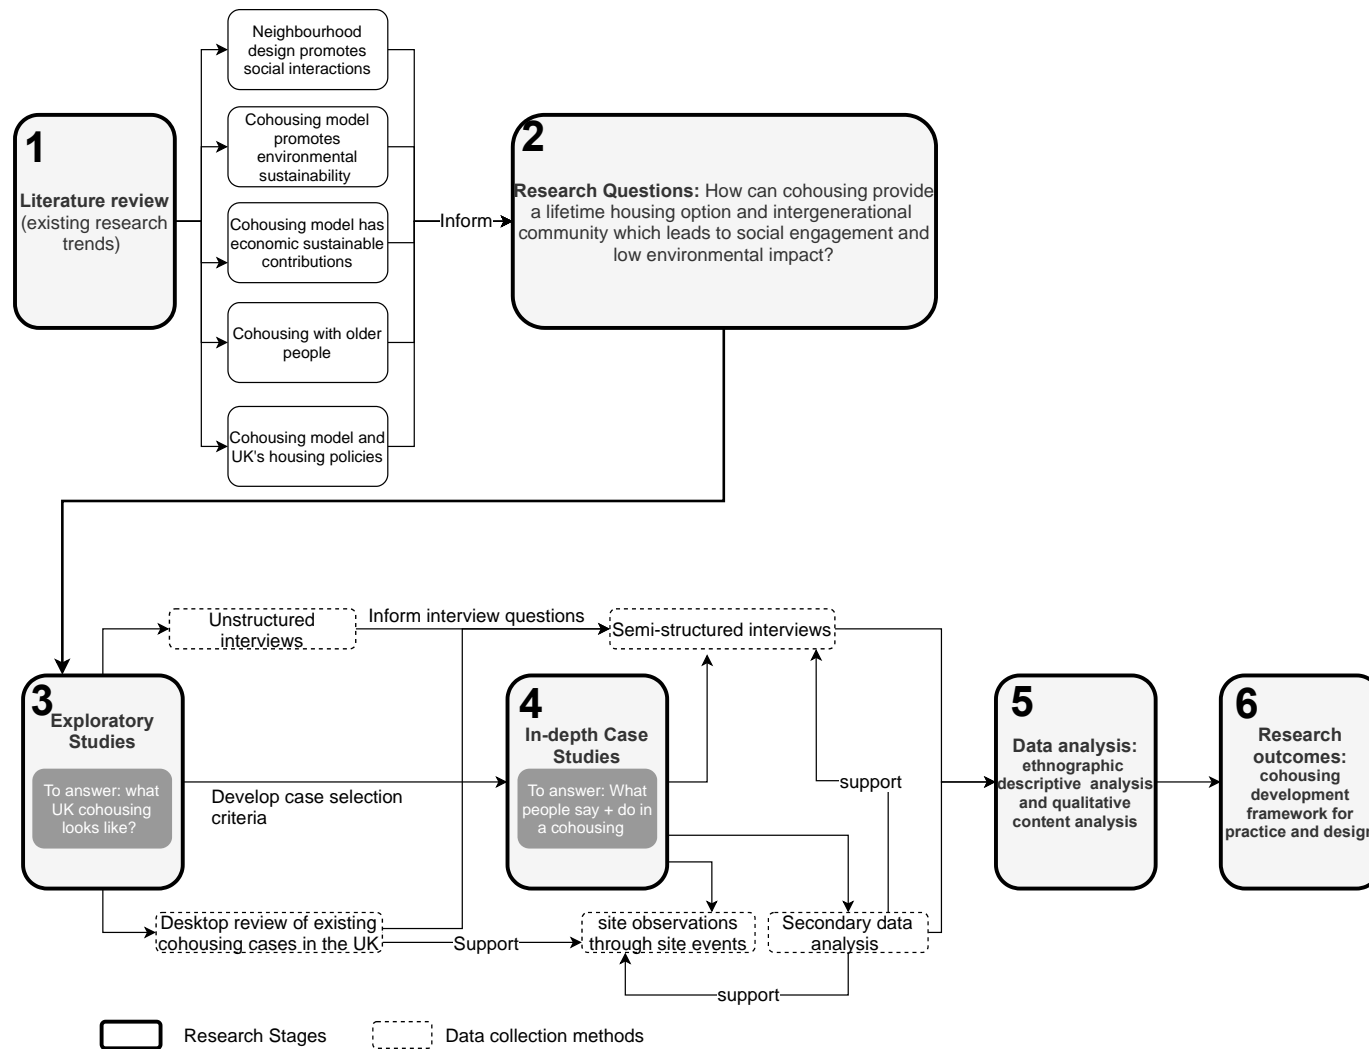 1
Literature review
(existing research
trends)
Neighbourhood
design promotes
social interactions
Cohousing model
promotes
environmental
sustainability
Cohousing model has
economic sustainable
contributions
Cohousing with older
people
Cohousing model and
UK's housing policies
Inform
2
Research Questions: How can cohousing provide
a lifetime housing option and intergenerational
community which leads to social engagement and
low environmental impact?
3
Exploratory
Studies
To answer: what
UK cohousing
looks like?
Unstructured
interviews
Inform interview questions
Semi-structured interviews
Develop case selection
criteria
4
In-depth Case
Studies
To answer: What
people say + do in
a cohousing
Desktop review of existing
cohousing cases in the UK
Support
site observations
through site events
Secondary data
analysis
support
support
5
Data analysis:
ethnographic
descriptive analysis
and qualitative
content analysis
6
Research
outcomes:
cohousing
development
framework for
practice and design
Research Stages
Data collection methods